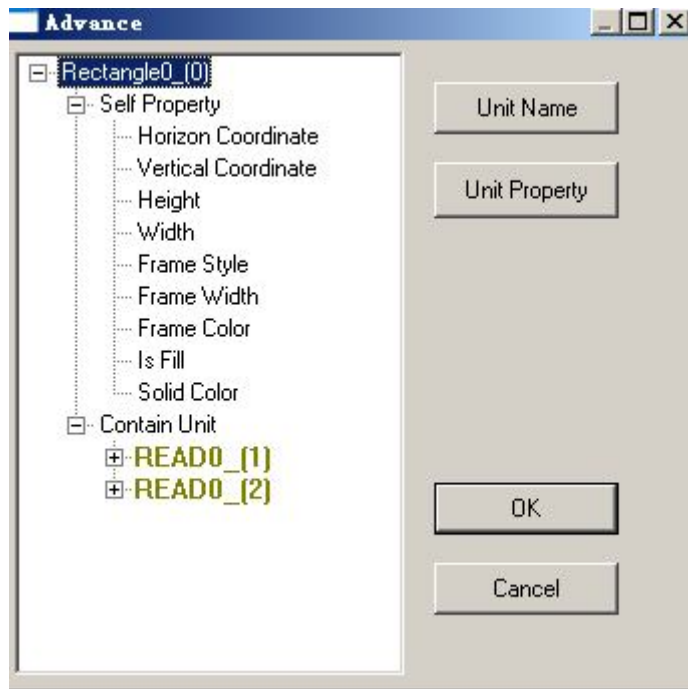 Advance
Rectangle0_(0)
Self Property
Horizon Coordinate
Vertical Coordinate
Height
Width
Frame Style
Frame Width
Frame Color
Is Fill
Solid Color
Contain Unit
READ0_(1)
READ0_(2)
Unit Name
Unit Property
OK
Cancel